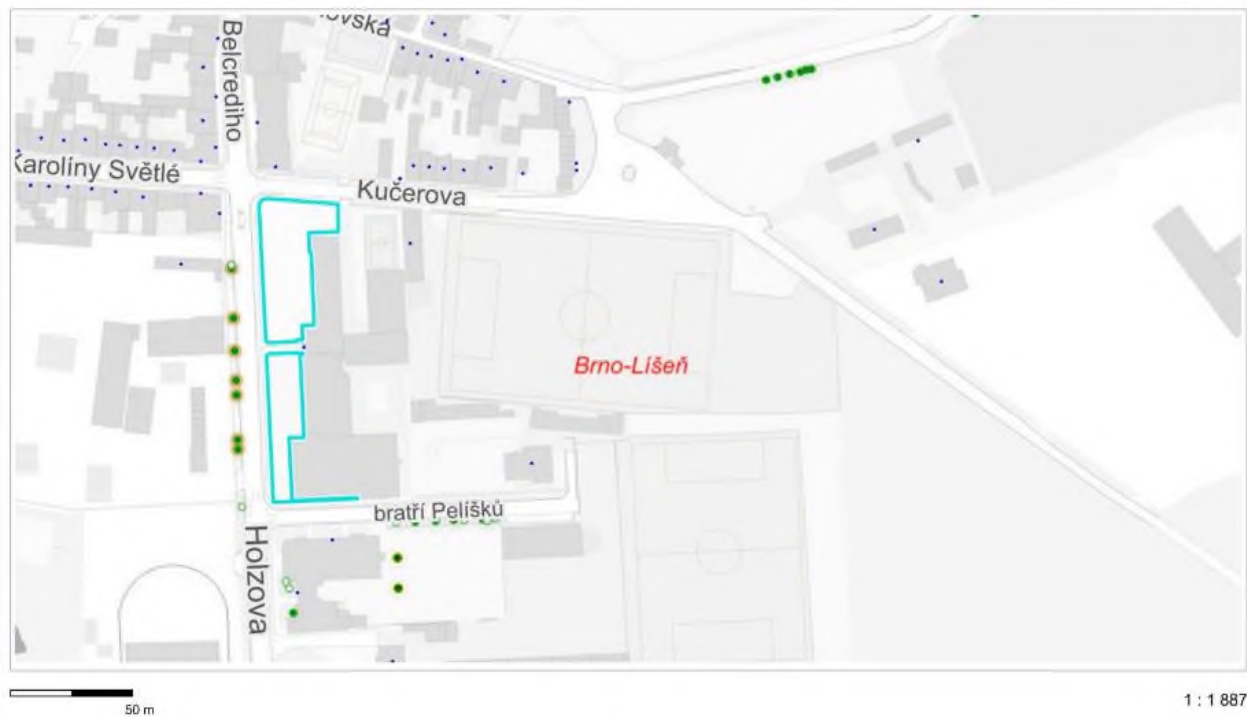 Belcrediho
Karolíny Světlé
Kučerova
Brno-Líšeň
bratří Pelíšků
Holzova
50 m
1 : 1 887